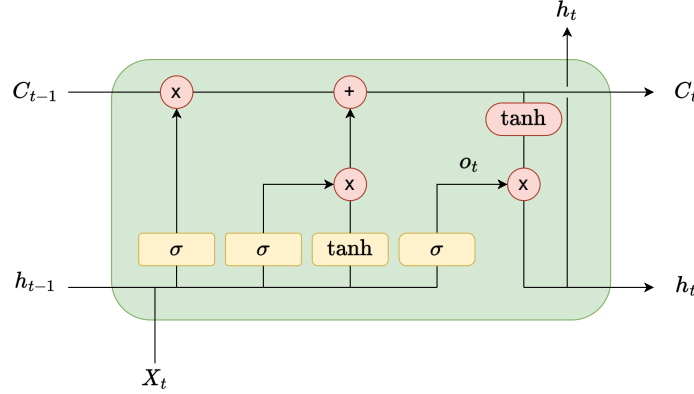 h_t
C_{t-1} x + C_t
tanh
o_t
x x
σ σ tanh σ
h_{t-1} h_t
X_t